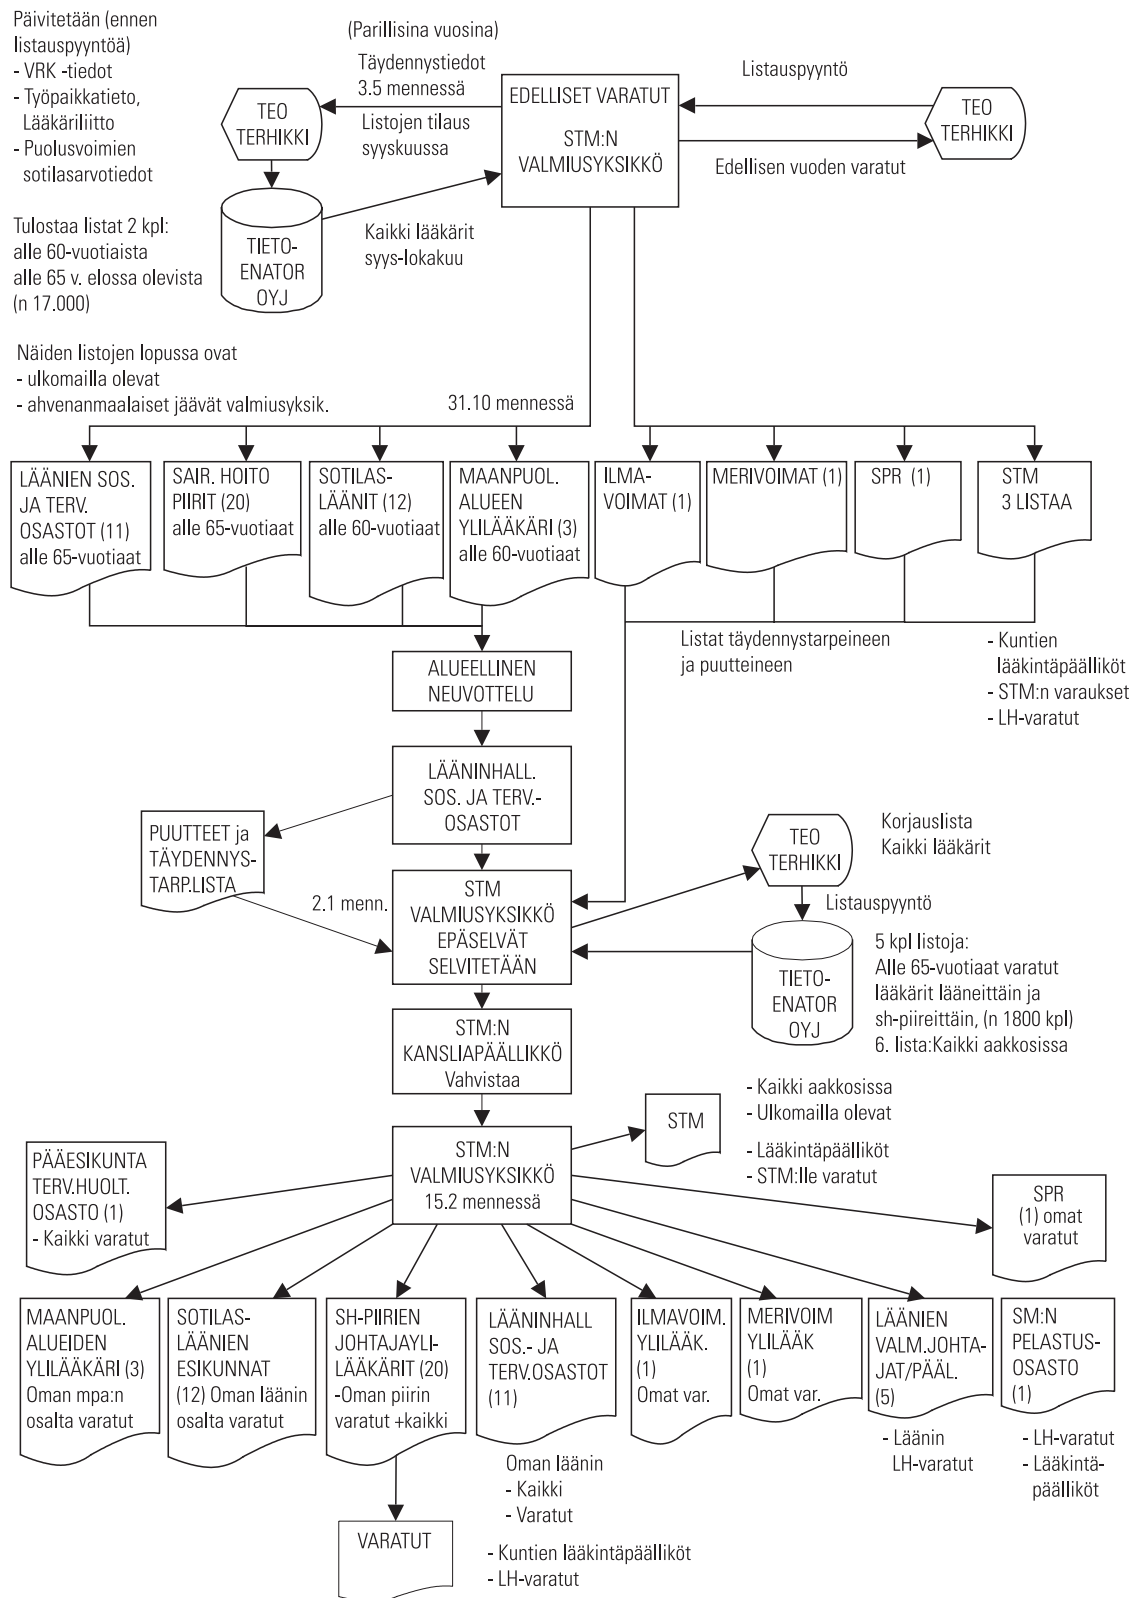 Päivitetään (ennen
listauspyyntöä)
- VRK -tiedot
- Työpaikkatieto,
Lääkäriliitto
- Puolusvoimien
sotilasarvotiedot
Tulostaa listat 2 kpl:
alle 60-vuotiaista
alle 65 v. elossa olevista
(n 17.000)
TEO
TERHIKKI
TIETO-
ENATOR
OYJ
(Parillisina vuosina)
Täydennystiedot
3.5 mennessä
Listojen tilaus
syyskuussa
Kaikki lääkärit
syys-lokakuu
EDELLISET VARATUT
STM:N
VALMIUSYKSIKKÖ
Listauspyyntö
Edellisen vuoden varatut
TEO
TERHIKKI
Näiden listojen lopussa ovat
- ulkomailla olevat
- ahvenanmaalaiset jäävät valmiusyksik.
31.10 mennessä
LÄÄNIEN SOS.
JA TERV.
OSASTOT (11)
alle 65-vuotiaat
SAIR. HOITO
PIIRIT (20)
alle 65-vuotiaat
SOTILAS-
LÄÄNIT (12)
alle 60-vuotiaat
MAANPUOL.
ALUEEN
YLILÄÄKÄRI (3)
alle 60-vuotiaat
ILMA-
VOIMAT (1)
MERIVOIMAT (1)
SPR (1)
STM
3 LISTAA
Listat täydennystarpeineen
ja puutteineen
- Kuntien
lääkintäpäälliköt
- STM:n varaukset
- LH-varatut
ALUEELLINEN
NEUVOTTELU
LÄÄNINHALL.
SOS. JA TERV.-
OSASTOT
PUUTTEET ja
TÄYDENNYS-
TARP.LISTA
2.1 menn.
STM
VALMIUSYKSIKKÖ
EPÄSELVÄT
SELVITETÄÄN
TEO
TERHIKKI
Korjauslista
Kaikki lääkärit
Listauspyyntö
TIETO-
ENATOR
OYJ
5 kpl listoja:
Alle 65-vuotiaat varatut
lääkärit lääneittäin ja
sh-piireittäin, (n 1800 kpl)
6. lista:Kaikki aakkosissa
STM:N
KANSLIAPÄÄLLIKKÖ
Vahvistaa
STM:N
VALMIUSYKSIKKÖ
15.2 mennessä
STM
- Kaikki aakkosissa
- Ulkomailla olevat
- Lääkintäpäälliköt
- STM:lle varatut
PÄÄESIKUNTA
TERV.HUOLT.
OSASTO (1)
- Kaikki varatut
SPR
(1) omat
varatut
MAANPUOL.
ALUEIDEN
YLILÄÄKÄRI (3)
Oman mpa:n
osalta varatut
SOTILAS-
LÄÄNIEN
ESIKUNNAT
(12) Oman läänin
osalta varatut
SH-PIIRIEN
JOHTAJAYLI-
LÄÄKÄRIT (20)
-Oman piirin
varatut +kaikki
LÄÄNINHALL
SOS.- JA
TERV.OSASTOT
(11)
ILMAVOIM.
YLILÄÄK.
(1)
Omat var.
MERIVOIM
YLILÄÄK
(1)
Omat var.
LÄÄNIEN
VALM.JOHTA-
JAT/PÄÄL.
(5)
SM:N
PELASTUS-
OSASTO
(1)
Oman läänin
- Kaikki
- Varatut
- Läänin
LH-varatut
- LH-varatut
- Lääkintä-
päälliköt
VARATUT
- Kuntien lääkintäpäälliköt
- LH-varatut